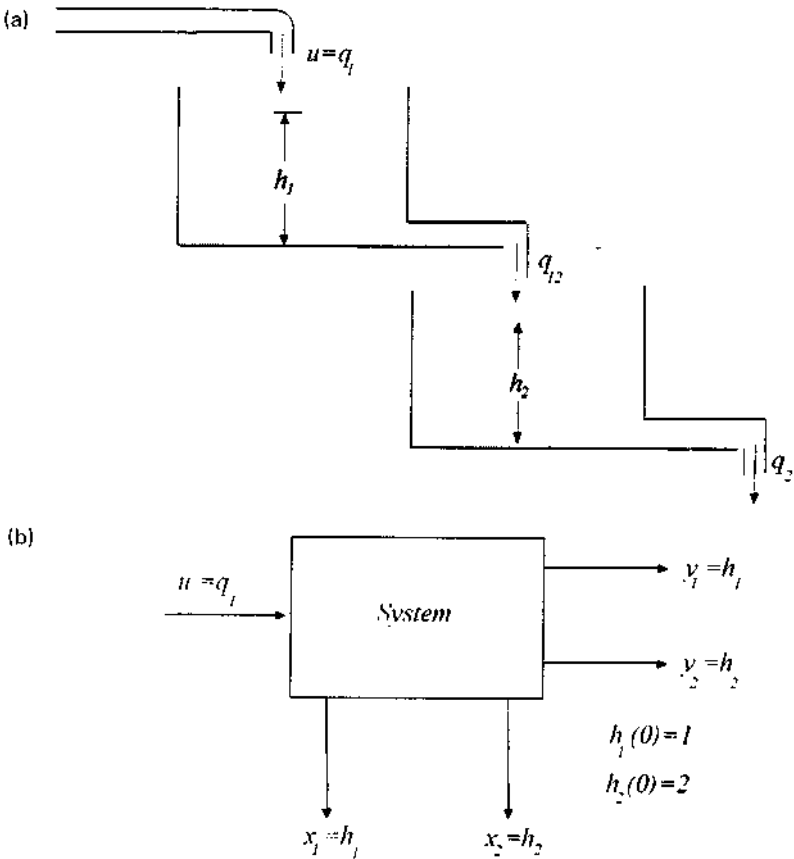 (a)
u=q₁
h₁
q₁₂
h₂
q₂
(b)
u=q₁
System
y₁=h₁
y₂=h₂
h₁(0)=1
h₂(0)=2
x₁=h₁
x₂=h₂